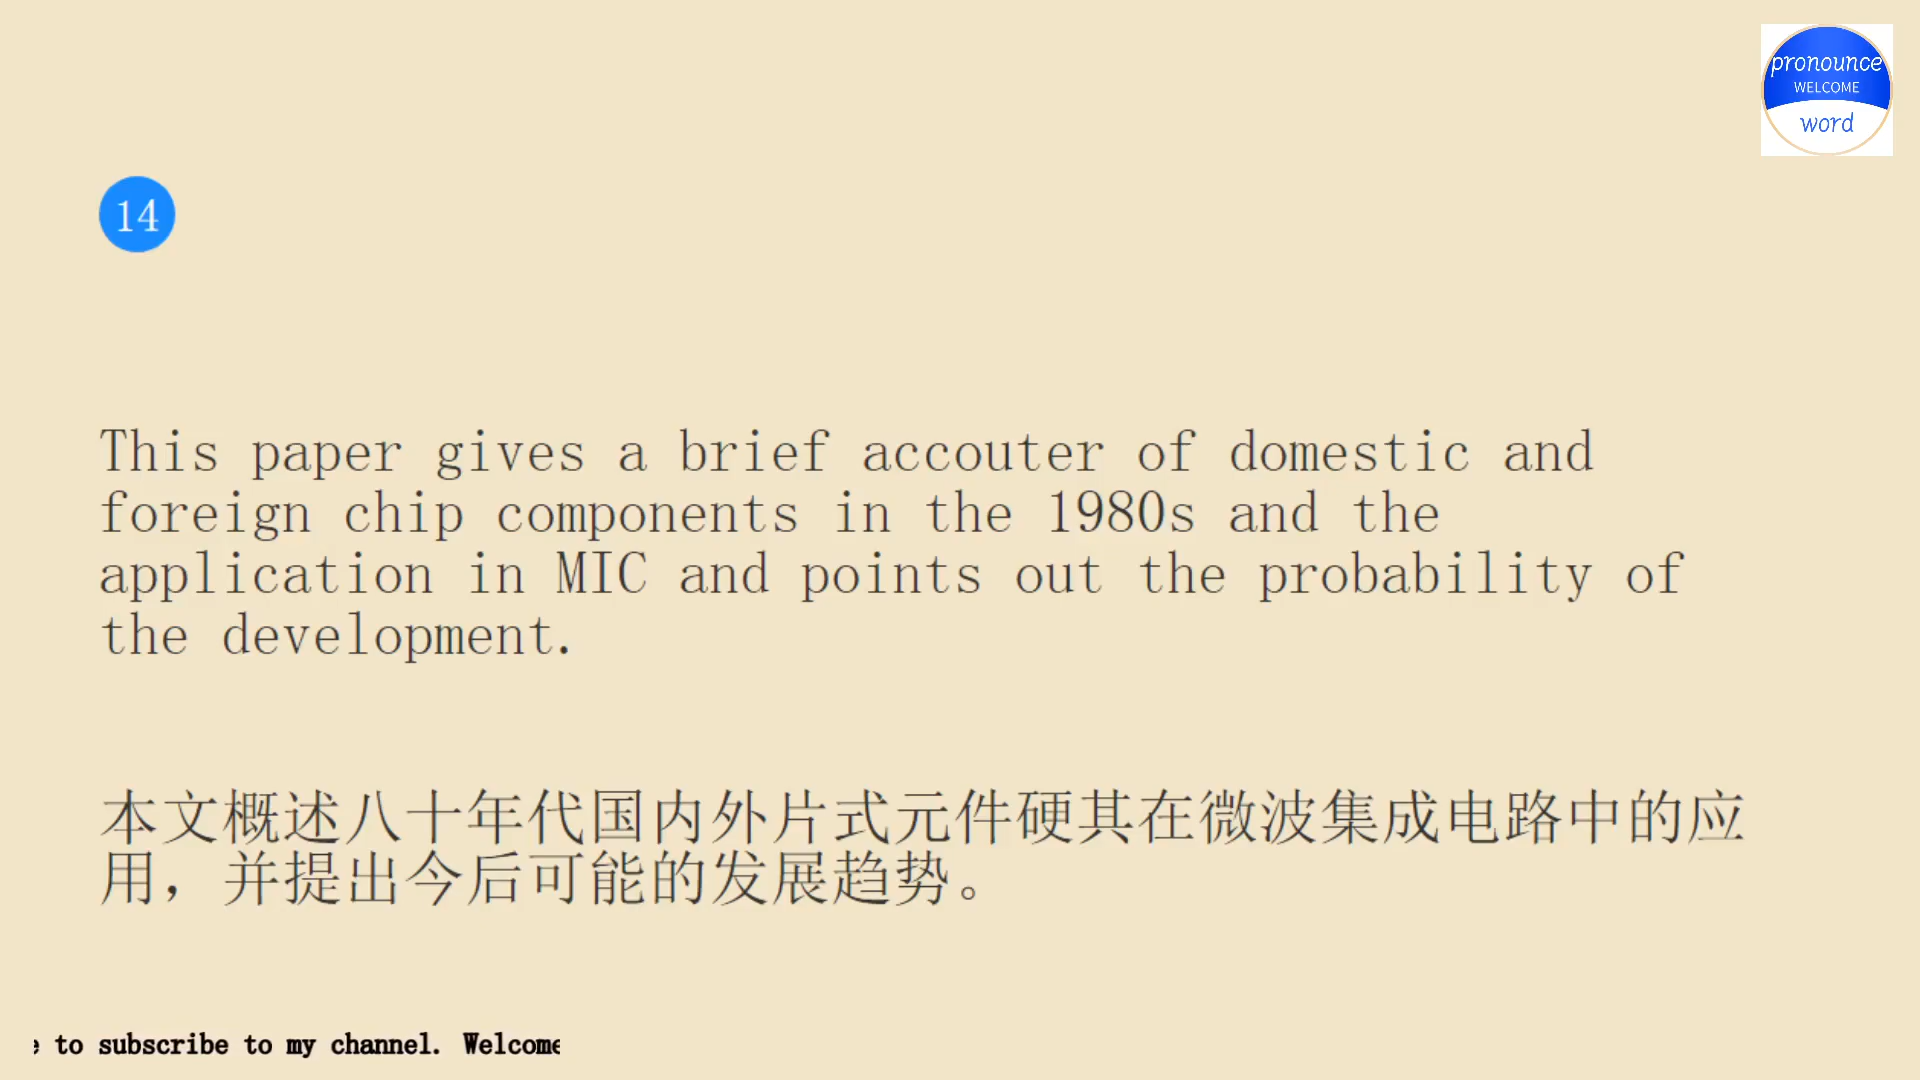 pronounce
WELCOME
word
14
This paper gives a brief accouter of domestic and
foreign chip components in the 1980s and the
application in MIC and points out the probability of
the development.
本文概述八十年代国内外片式元件硬其在微波集成电路中的应
用，并提出今后可能的发展趋势。
to subscribe to my channel. Welcome